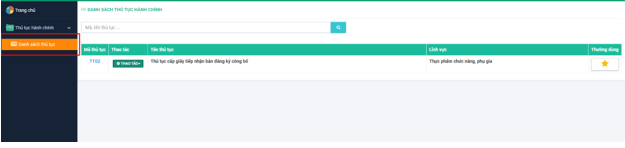 Trang chủ
DANH SÁCH THỦ TỤC HÀNH CHÍNH
Thủ tục hành chính
Mã, tên thủ tục ...
Danh sách thủ tục
Mã thủ tục Thao tác Tên thủ tục Lĩnh vực Thường dùng
TT02 THAO TÁC Thủ tục cấp giấy tiếp nhận bản đăng ký công bố Thực phẩm chức năng, phụ gia